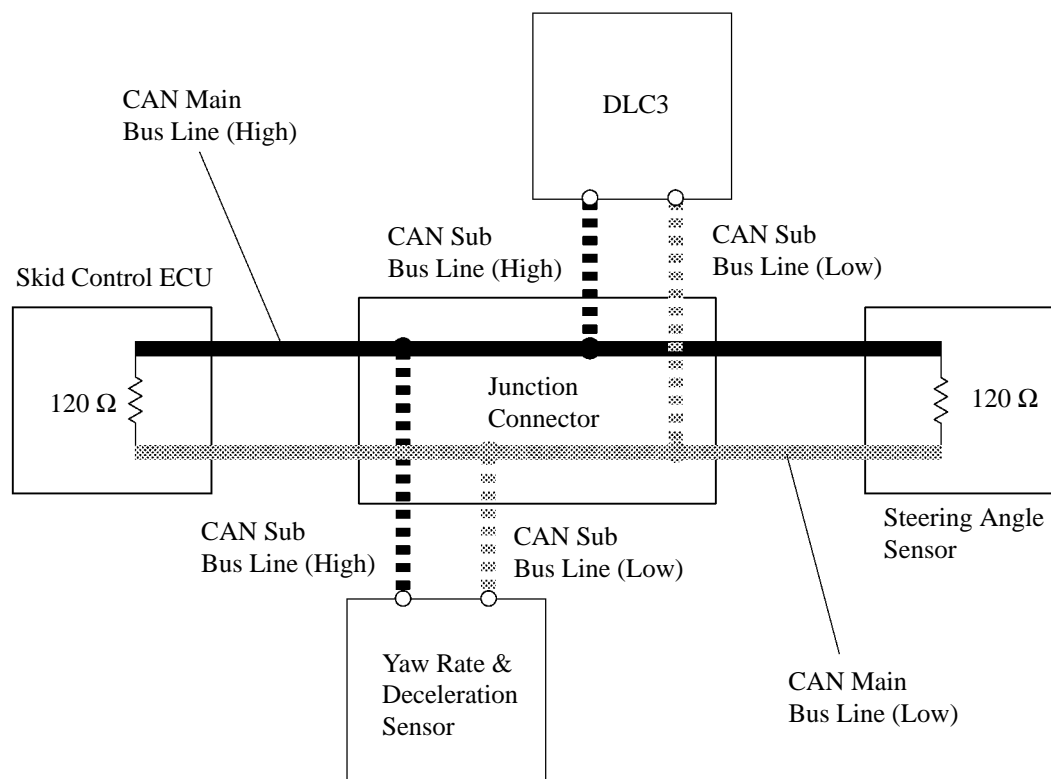 DLC3
CAN Main
Bus Line (High)
CAN Sub
Bus Line (High)
CAN Sub
Bus Line (Low)
Skid Control ECU
120 Ω
Junction
Connector
120 Ω
CAN Sub
Bus Line (High)
CAN Sub
Bus Line (Low)
Steering Angle
Sensor
Yaw Rate &
Deceleration
Sensor
CAN Main
Bus Line (Low)